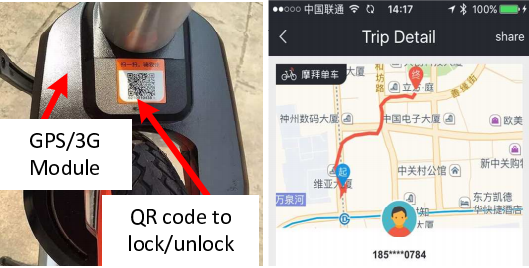 GPS/3G
Module
QR code to
lock/unlock
中国联通
14:17
100%
Trip Detail
share
摩拜单车
终
神州数码大厦
中国电子大厦
欧美
起
维亚大厦
中关村公馆
新中关购
万泉河
东方凯德
185****0784